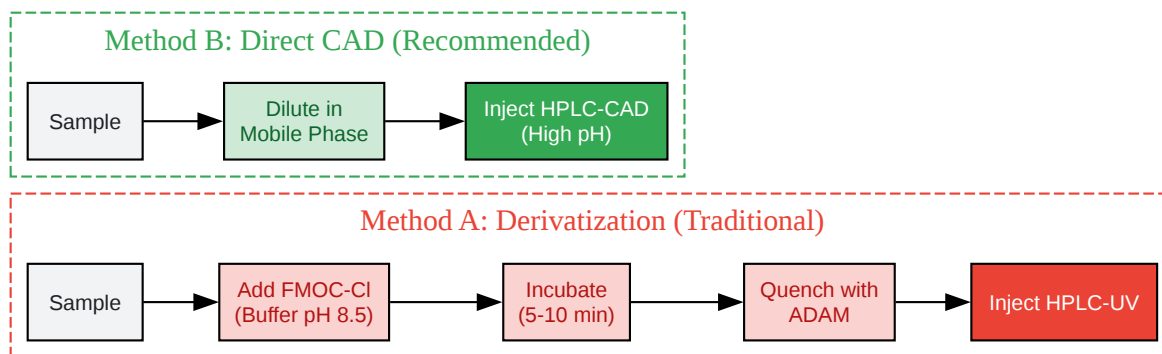 Method B: Direct CAD (Recommended)
Sample
Dilute in
Mobile Phase
Inject HPLC-CAD
(High pH)
Method A: Derivatization (Traditional)
Sample
Add FMOC-Cl
(Buffer pH 8.5)
Incubate
(5-10 min)
Quench with
ADAM
Inject HPLC-UV